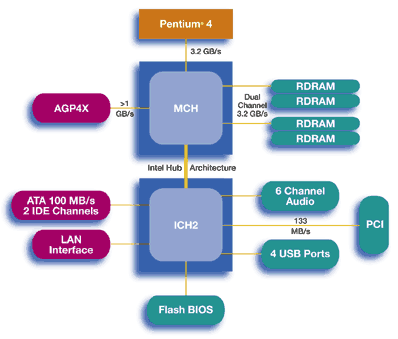 Pentium® 4
3.2 GB/s
AGP4X
>1
GB/s
MCH
Dual
Channel
3.2 GB/s
RDRAM
RDRAM
RDRAM
RDRAM
Intel Hub Architecture
ATA 100 MB/s
2 IDE Channels
LAN
Interface
ICH2
6 Channel
Audio
133
MB/s
PCI
4 USB Ports
Flash BIOS